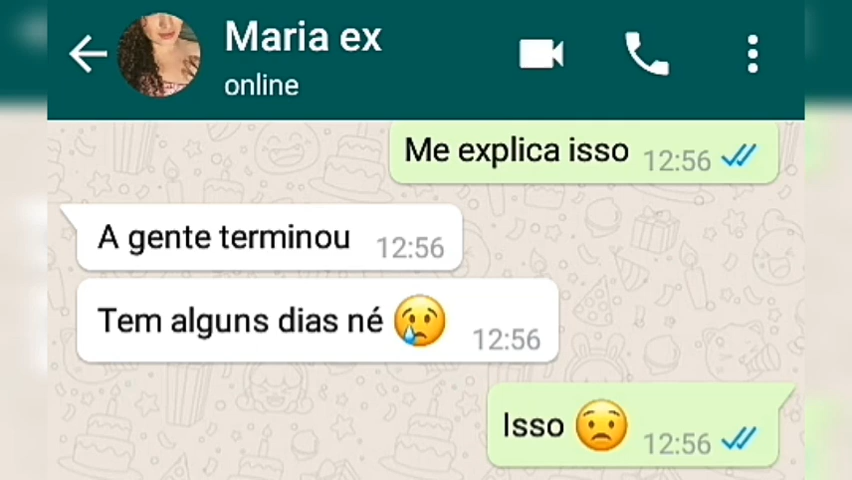 Maria ex
online
Me explica isso 12:56
A gente terminou 12:56
Tem alguns dias né 😢 12:56
Isso 😟 12:56